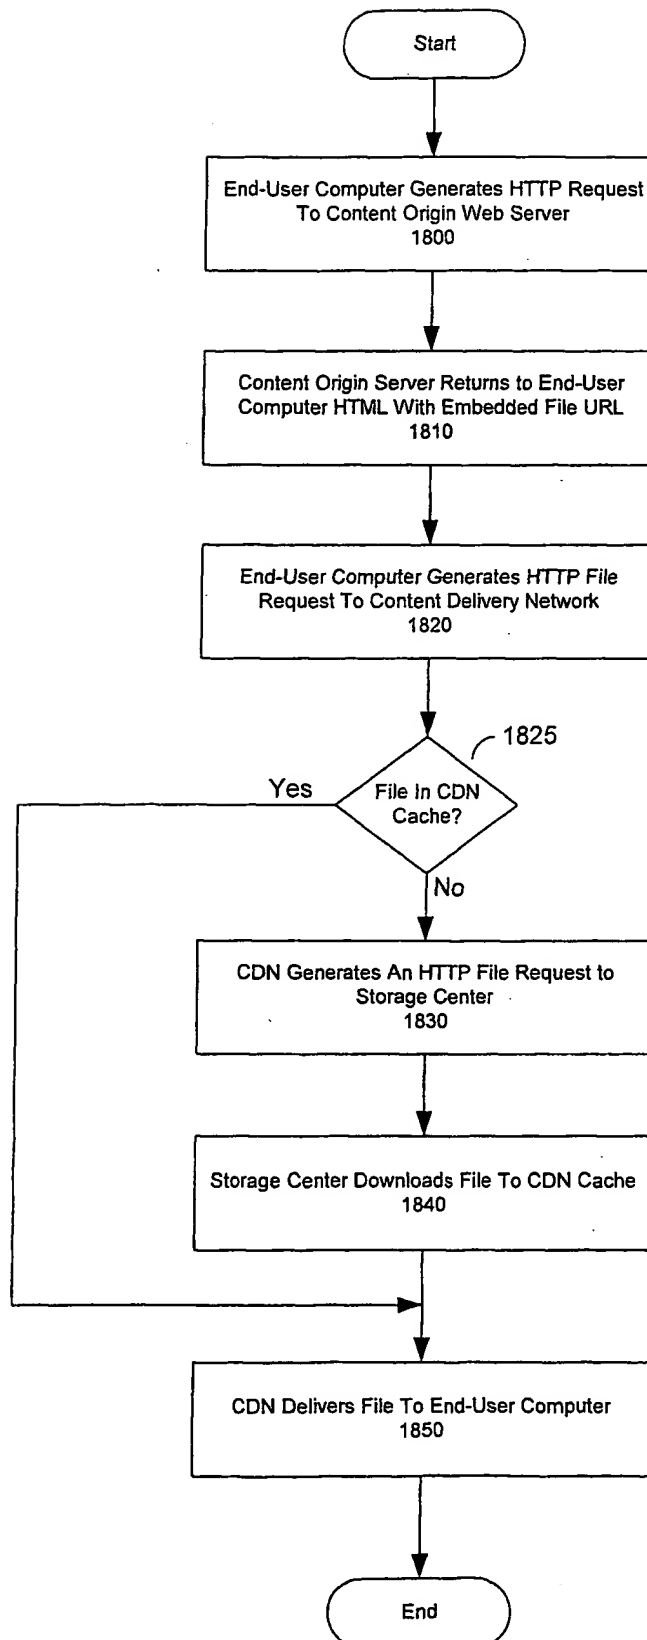 Start
End-User Computer Generates HTTP Request
To Content Origin Web Server
1800
Content Origin Server Returns to End-User
Computer HTML With Embedded File URL
1810
End-User Computer Generates HTTP File
Request To Content Delivery Network
1820
1825
Yes
File In CDN
Cache?
No
CDN Generates An HTTP File Request to
Storage Center
1830
Storage Center Downloads File To CDN Cache
1840
CDN Delivers File To End-User Computer
1850
End